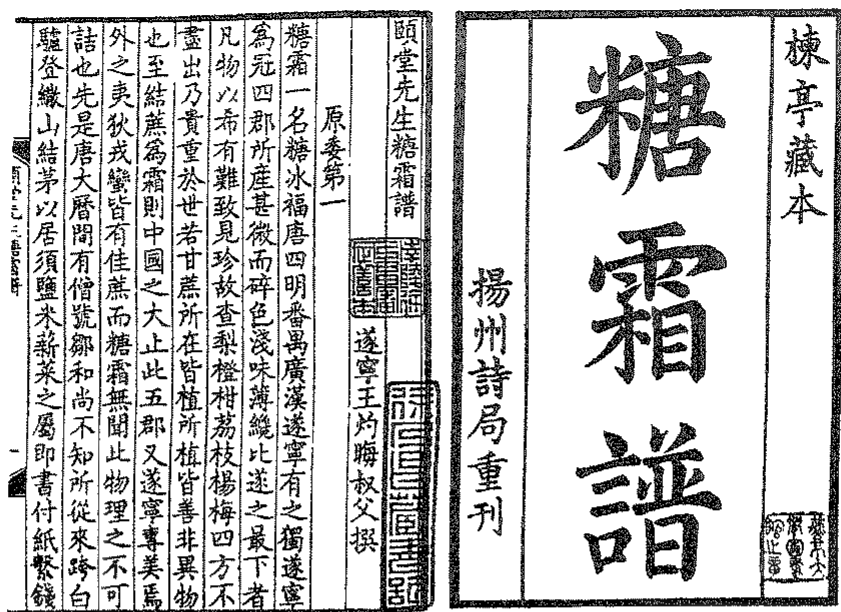 楝亭藏本
糖霜譜
揚州詩局重刊
頤堂先生糖霜譜
遂寧王灼晦叔父撰
原委第一
糖霜一名糖冰福唐四明番禺廣漢遂寧有之獨遂寧
為冠四郡所產甚微而碎色淺味薄纔比遂之最下者
凡物以希有難致見珍故查梨橙柑荔枝楊梅四方不
盡出乃貴重於世若甘蔗所在皆植所植皆善非異物
也至結蔗為霜則中國之大止此五郡又遂寧專美焉
外之夷狄戎蠻皆有佳蔗而糖霜無聞此物理之不可
詰也先是唐大曆間有僧號鄒和尚不知所從來跨白
驢登繖山結茅以居須鹽米薪菜之屬即書付紙繫錢